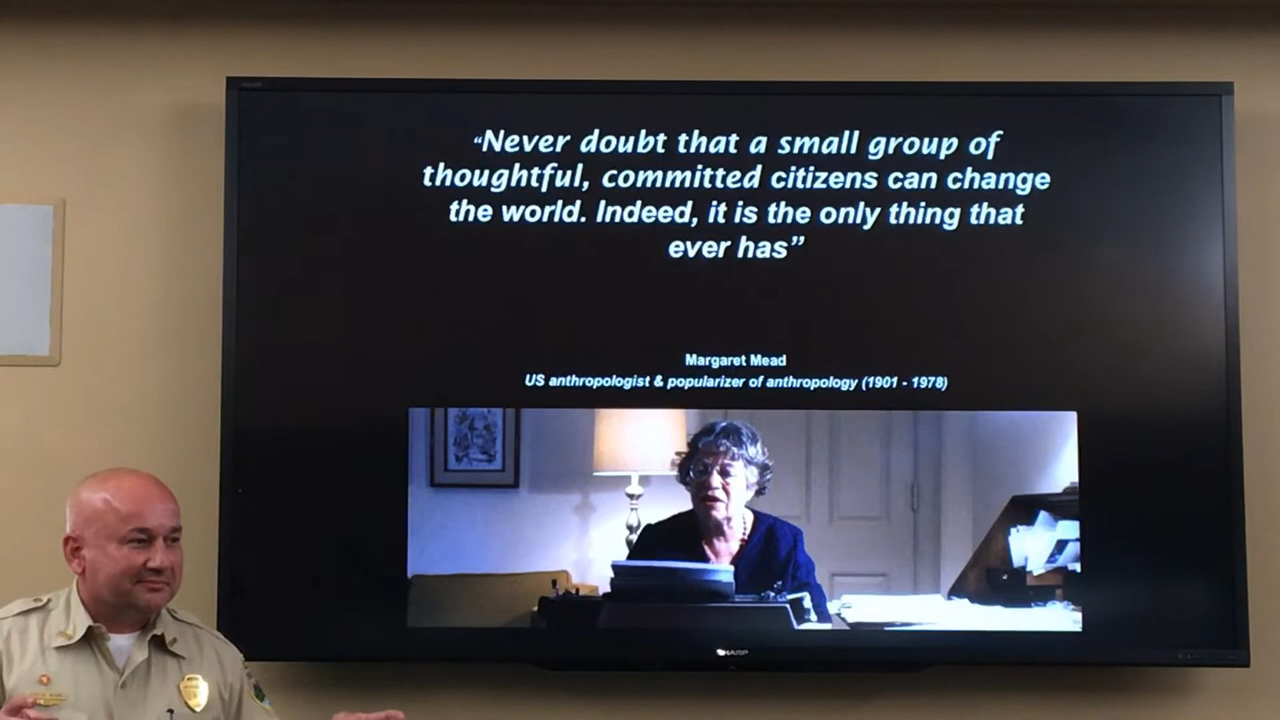 “Never doubt that a small group of
thoughtful, committed citizens can change
the world. Indeed, it is the only thing that
ever has”
Margaret Mead
US anthropologist & popularizer of anthropology (1901 - 1978)
SHARP